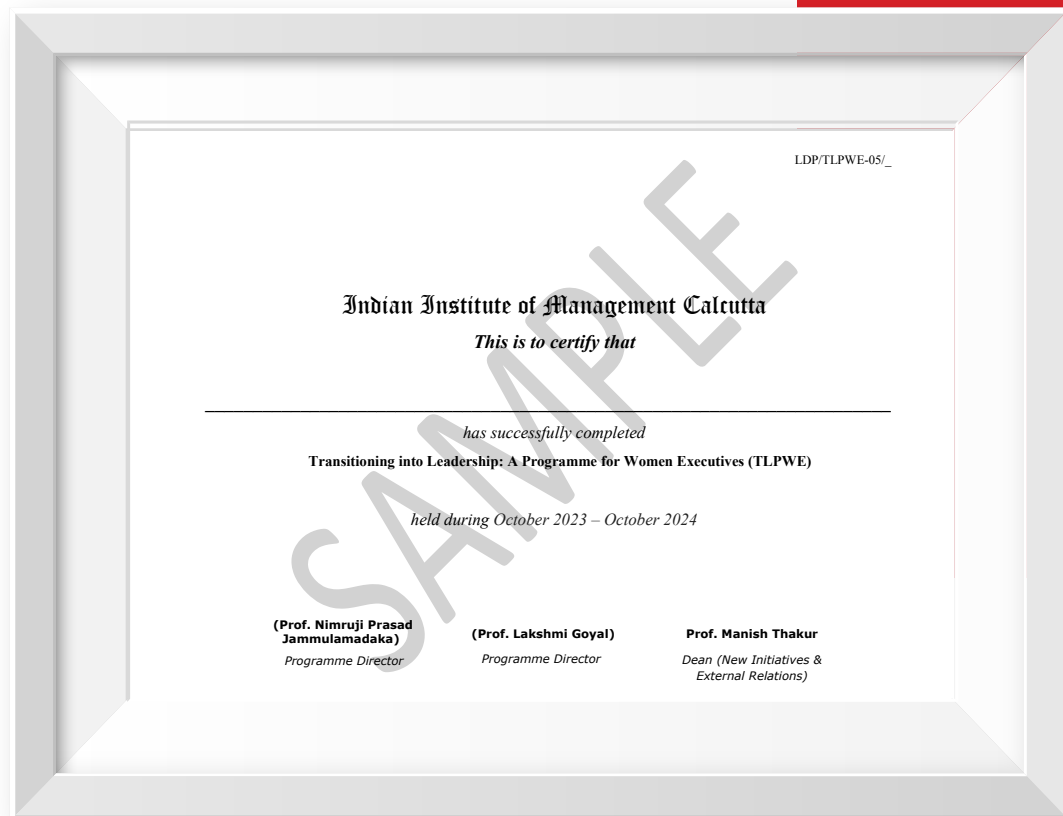 LDP/TLPWE-05/_
Indian Institute of Management Calcutta
This is to certify that
has successfully completed
Transitioning into Leadership: A Programme for Women Executives (TLPWE)
held during October 2023 – October 2024
SAMPLE
(Prof. Nimruji Prasad
Jammulamadaka)
Programme Director
(Prof. Lakshmi Goyal)
Programme Director
Prof. Manish Thakur
Dean (New Initiatives &
External Relations)